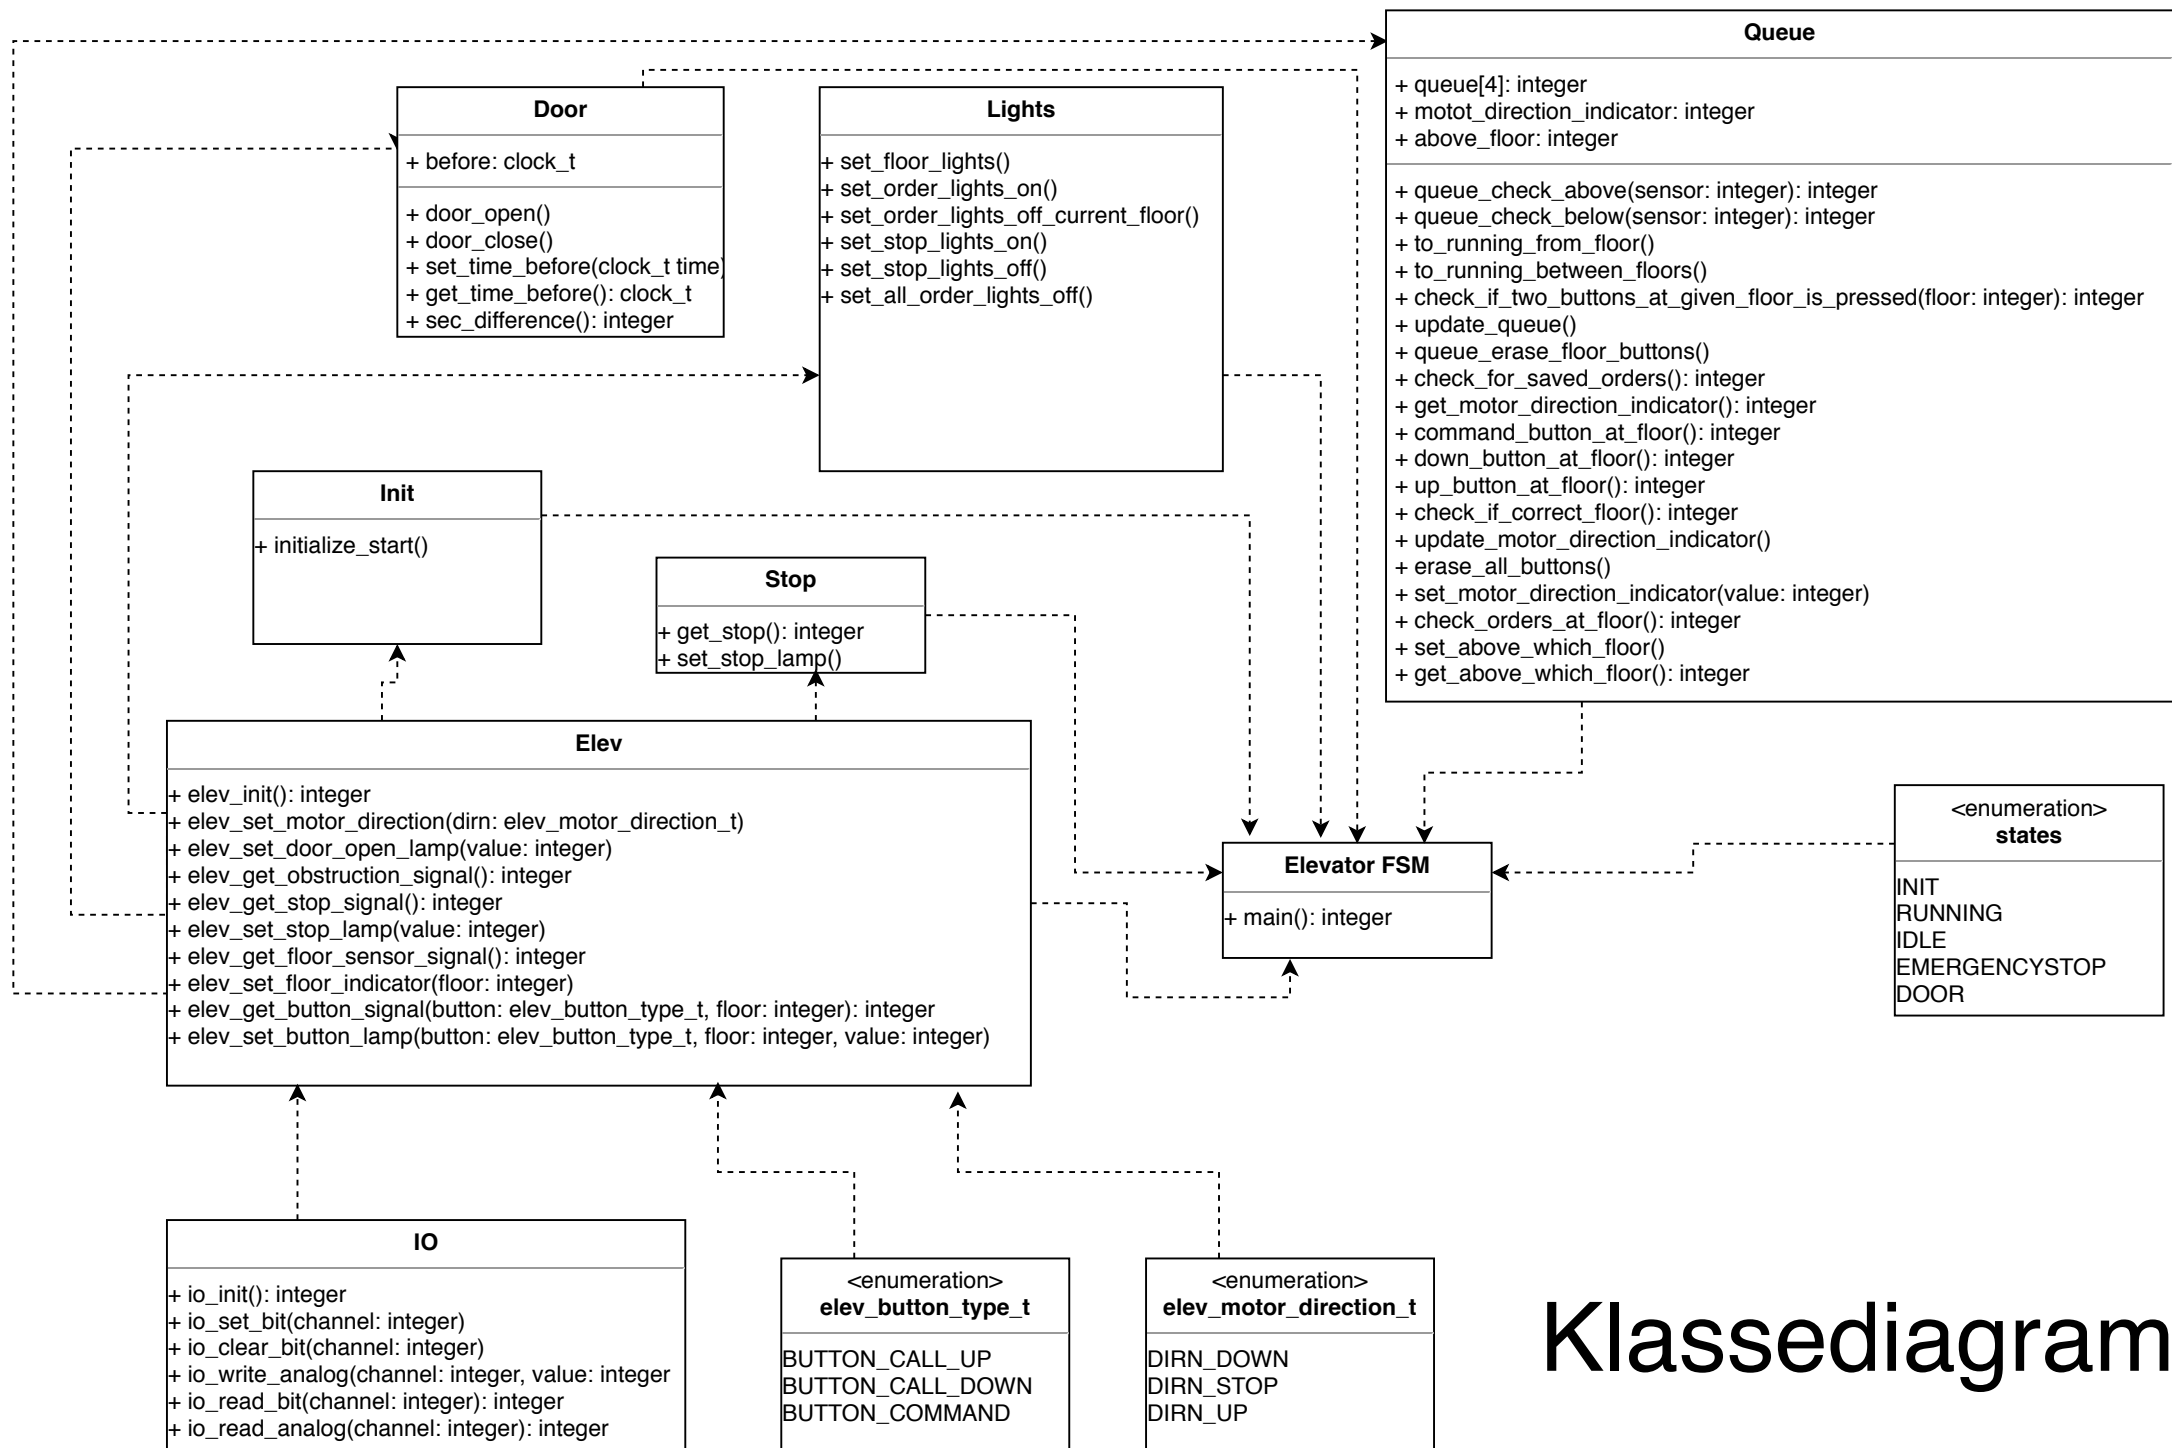 Queue
+ queue[4]: integer
+ motot_direction_indicator: integer
+ above_floor: integer
+ queue_check_above(sensor: integer): integer
+ queue_check_below(sensor: integer): integer
+ to_running_from_floor()
+ to_running_between_floors()
+ check_if_two_buttons_at_given_floor_is_pressed(floor: integer): integer
+ update_queue()
+ queue_erase_floor_buttons()
+ check_for_saved_orders(): integer
+ get_motor_direction_indicator(): integer
+ command_button_at_floor(): integer
+ down_button_at_floor(): integer
+ up_button_at_floor(): integer
+ check_if_correct_floor(): integer
+ update_motor_direction_indicator()
+ erase_all_buttons()
+ set_motor_direction_indicator(value: integer)
+ check_orders_at_floor(): integer
+ set_above_which_floor()
+ get_above_which_floor(): integer
Door
+ before: clock_t
+ door_open()
+ door_close()
+ set_time_before(clock_t time)
+ get_time_before(): clock_t
+ sec_difference(): integer
Lights
+ set_floor_lights()
+ set_order_lights_on()
+ set_order_lights_off_current_floor()
+ set_stop_lights_on()
+ set_stop_lights_off()
+ set_all_order_lights_off()
Init
+ initialize_start()
Stop
+ get_stop(): integer
+ set_stop_lamp()
Elev
+ elev_init(): integer
+ elev_set_motor_direction(dirn: elev_motor_direction_t)
+ elev_set_door_open_lamp(value: integer)
+ elev_get_obstruction_signal(): integer
+ elev_get_stop_signal(): integer
+ elev_set_stop_lamp(value: integer)
+ elev_get_floor_sensor_signal(): integer
+ elev_set_floor_indicator(floor: integer)
+ elev_get_button_signal(button: elev_button_type_t, floor: integer): integer
+ elev_set_button_lamp(button: elev_button_type_t, floor: integer, value: integer)
Elevator FSM
+ main(): integer
<enumeration>
states
INIT
RUNNING
IDLE
EMERGENCYSTOP
DOOR
IO
+ io_init(): integer
+ io_set_bit(channel: integer)
+ io_clear_bit(channel: integer)
+ io_write_analog(channel: integer, value: integer
+ io_read_bit(channel: integer): integer
+ io_read_analog(channel: integer): integer
<enumeration>
elev_button_type_t
BUTTON_CALL_UP
BUTTON_CALL_DOWN
BUTTON_COMMAND
<enumeration>
elev_motor_direction_t
DIRN_DOWN
DIRN_STOP
DIRN_UP
Klassediagram